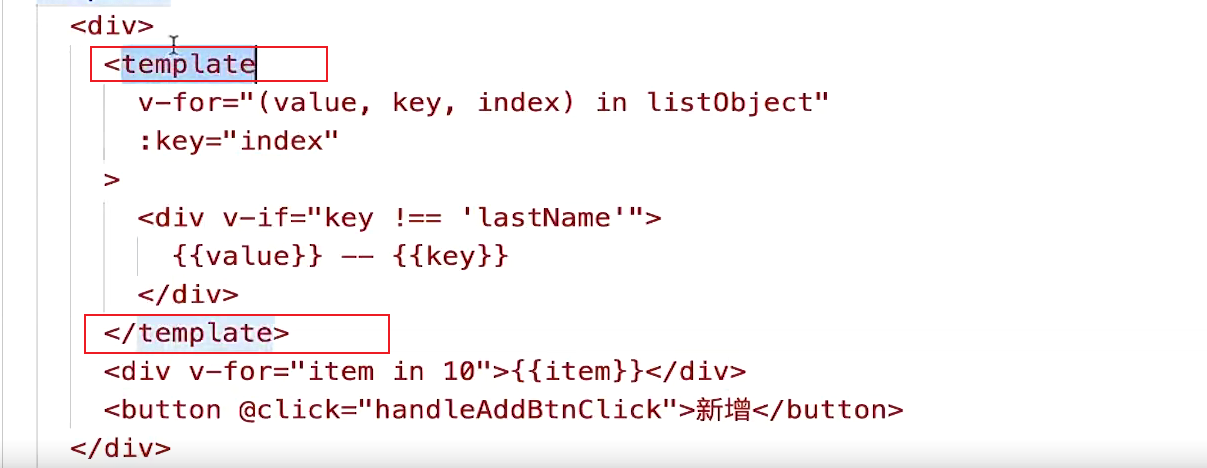 <div>
<template
v-for="(value, key, index) in listObject"
:key="index"
>
<div v-if="key !== 'lastName'">
{{value}} -- {{key}}
</div>
</template>
<div v-for="item in 10">{{item}}</div>
<button @click="handleAddBtnClick">新增</button>
</div>